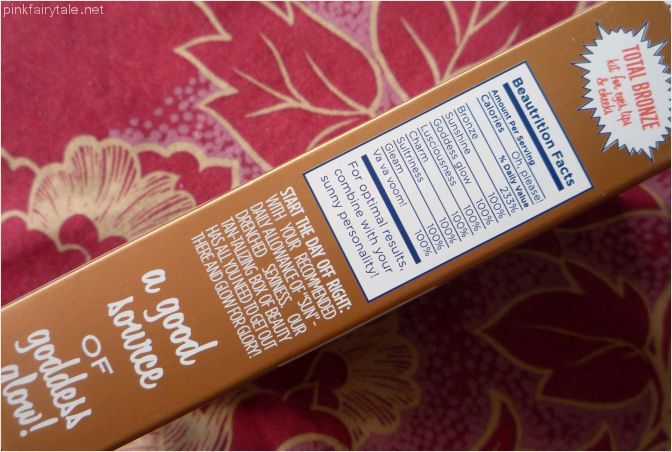 pinkfairytale.net
TOTAL BRONZE
kit for eyes, lips
& cheeks
Beautrition Facts
Amount Per Serving
Calories Oh, please!
% Daily Value
Bronze 233%
Sunshine 100%
Goddess glow 100%
Lusciousness 100%
Charm 100%
Sultriness 100%
Gleam 100%
Va va voom! 100%
For optimal results,
combine with your
sunny personality!
START THE DAY OFF RIGHT:
WITH YOUR RECOMMENDED
DAILY ALLOWANCE OF "SUN"-
DRENCHED SEXINESS. OUR
TAN-TALIZING BOX OF BEAUTY
HAS ALL YOU NEED TO GET OUT
THERE AND GLOW FOR GLORY!
a good
source
OF
goddess
glow!